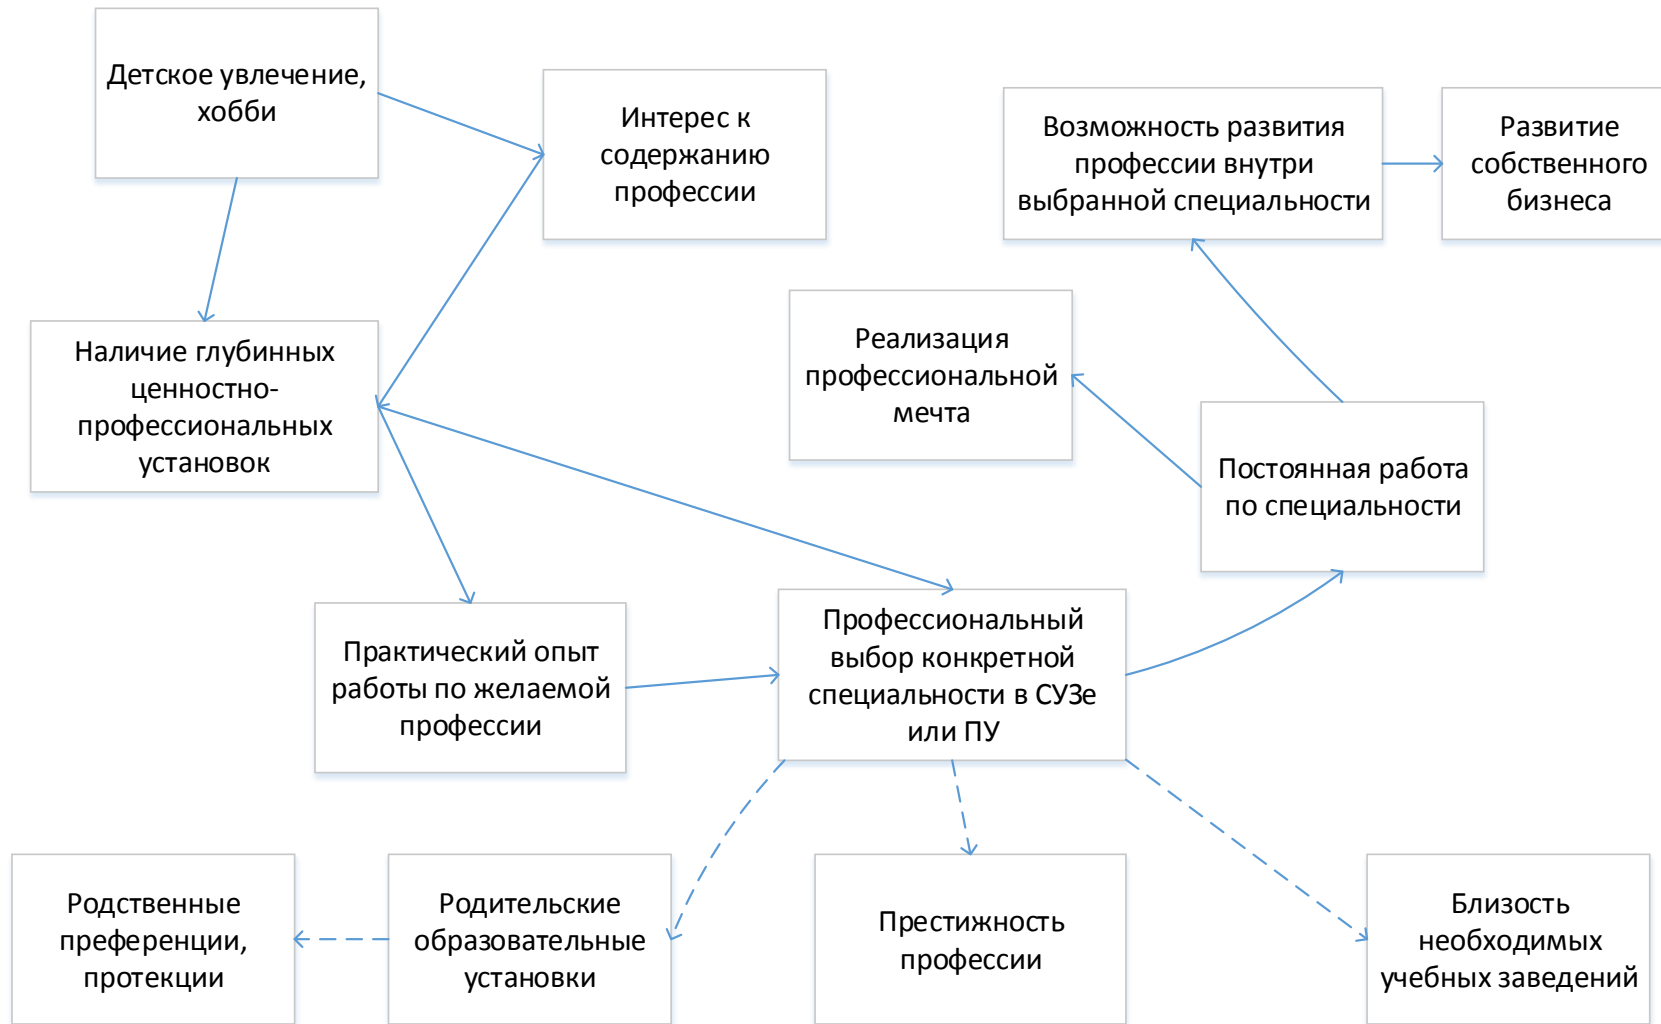 Детское увлечение,
хобби
Интерес к
содержанию
профессии
Возможность развития
профессии внутри
выбранной специальности
Развитие
собственного
бизнеса
Наличие глубинных
ценностно-
профессиональных
установок
Реализация
профессиональной
мечта
Постоянная работа
по специальности
Практический опыт
работы по желаемой
профессии
Профессиональный
выбор конкретной
специальности в СУЗе
или ПУ
Родственные
преференции,
протекции
Родительские
образовательные
установки
Престижность
профессии
Близость
необходимых
учебных заведений